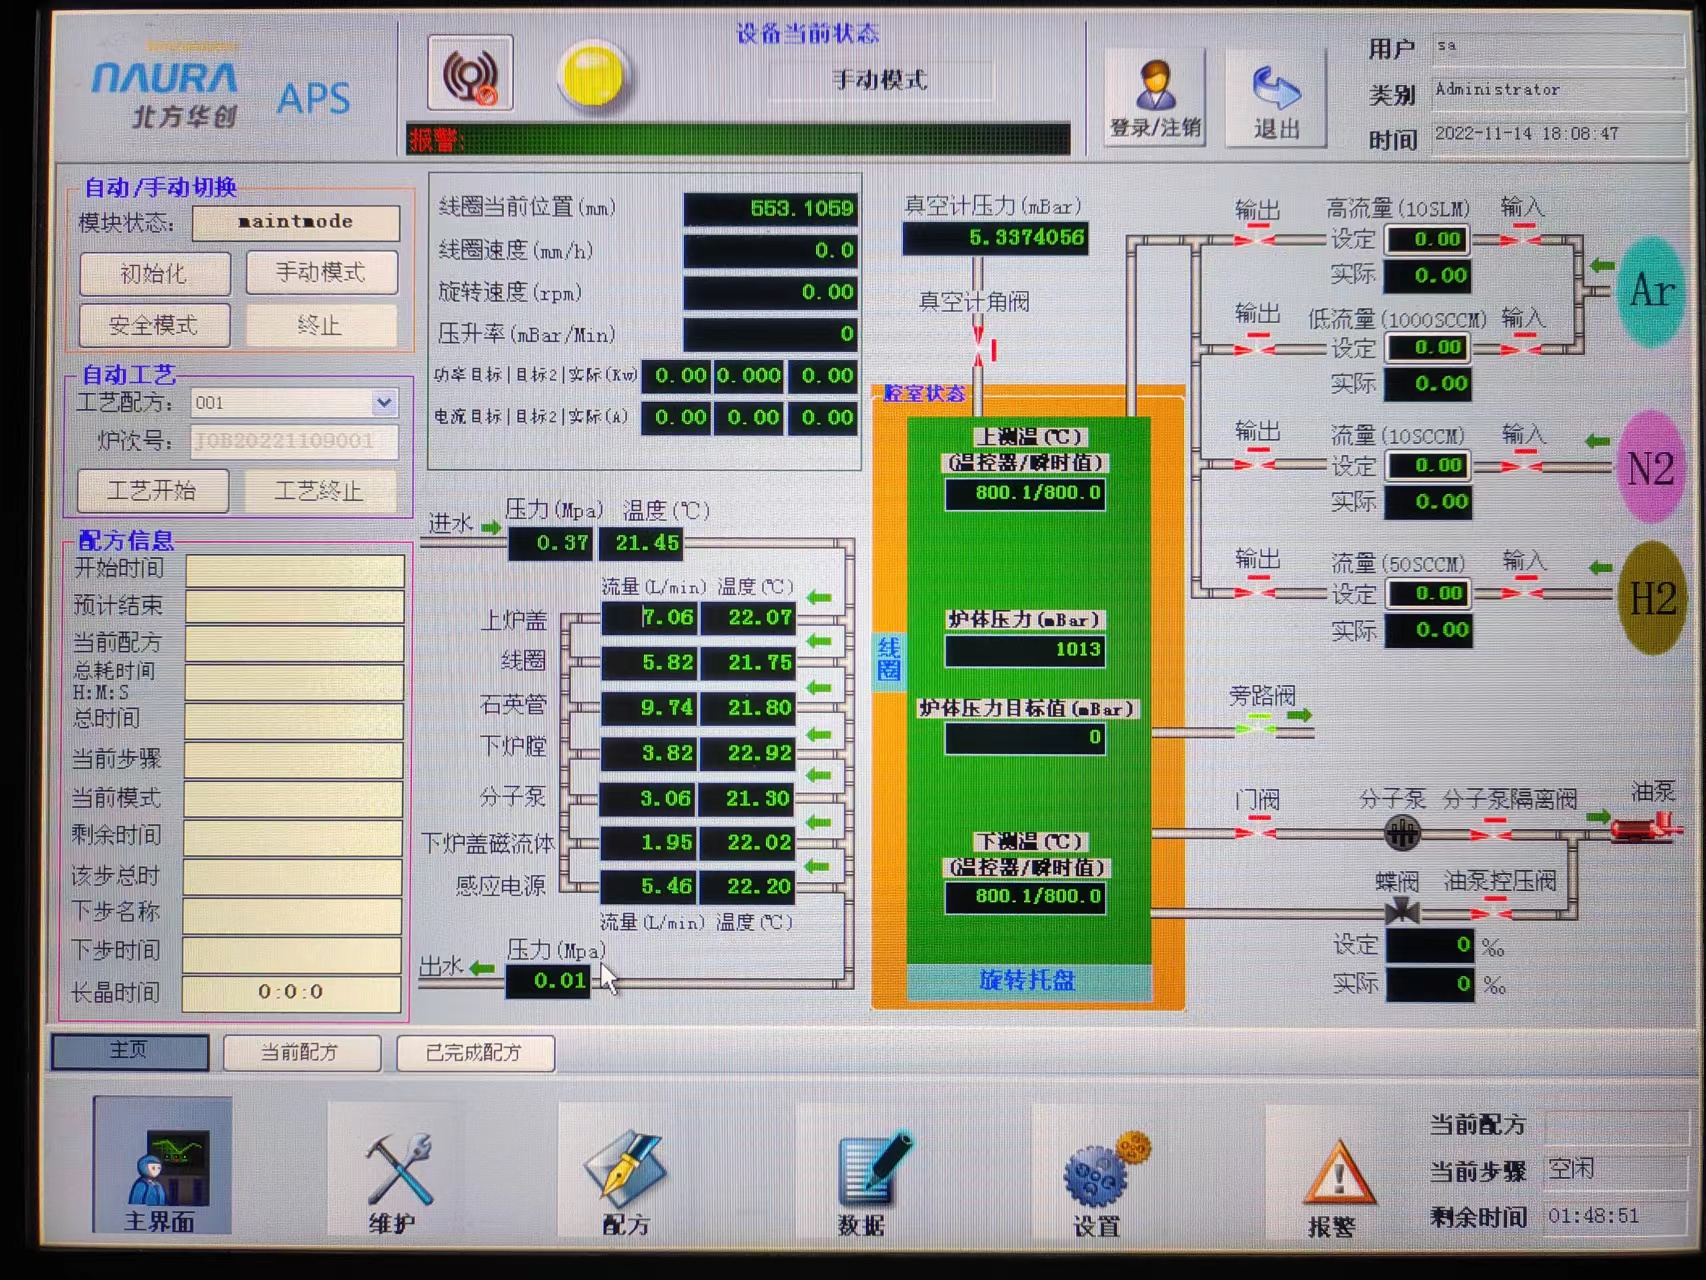 NAURA
北方华创
APS
设备当前状态
手动模式
报警:
登录/注销
退出
用户 sa
类别 Administrator
时间 2022-11-14 18:08:47
自动/手动切换
模块状态: maintmode
初始化 手动模式
安全模式 终止
自动工艺
工艺配方: 001
炉次号: JOB20221109001
工艺开始 工艺终止
配方信息
开始时间
预计结束
当前配方
总耗时间
H:M:S
总时间
当前步骤
当前模式
剩余时间
该步总时
下步名称
下步时间
长晶时间 0:0:0
线圈当前位置(mm) 553.1059
线圈速度(mm/h) 0.0
旋转速度(rpm) 0.00
压升率(mBar/Min) 0
功率目标|目标2|实际(Kw) 0.00 0.000 0.00
电流目标|目标2|实际(A) 0.00 0.00 0.00
压力(Mpa) 温度(℃)
进水 0.37 21.45
流量(L/min) 温度(℃)
上炉盖 7.06 22.07
线圈 5.82 21.75
石英管 9.74 21.80
下炉膛 3.82 22.92
分子泵 3.06 21.30
下炉盖磁流体 1.95 22.02
感应电源 5.46 22.20
流量(L/min) 温度(℃)
压力(Mpa)
出水 0.01
真空计压力(mBar)
5.3374056
真空计角阀
腔室状态
上测温(℃)
(温控器/瞬时值)
800.1/800.0
炉体压力(mBar)
1013
线圈
炉体压力目标值(mBar)
0
下测温(℃)
(温控器/瞬时值)
800.1/800.0
旋转托盘
输出 高流量(10SLM) 输入
设定 0.00
实际 0.00
Ar
输出 低流量(1000SCCM) 输入
设定 0.00
实际 0.00
输出 流量(10SCCM) 输入
设定 0.00
实际 0.00
N2
输出 流量(50SCCM) 输入
设定 0.00
实际 0.00
H2
旁路阀
门阀 分子泵 分子泵隔离阀 油泵
蝶阀 油泵控压阀
设定 0 ‰
实际 0 ‰
主页 当前配方 已完成配方
主界面 维护 配方 数据 设置 报警
当前配方
当前步骤 空闲
剩余时间 01:48:51